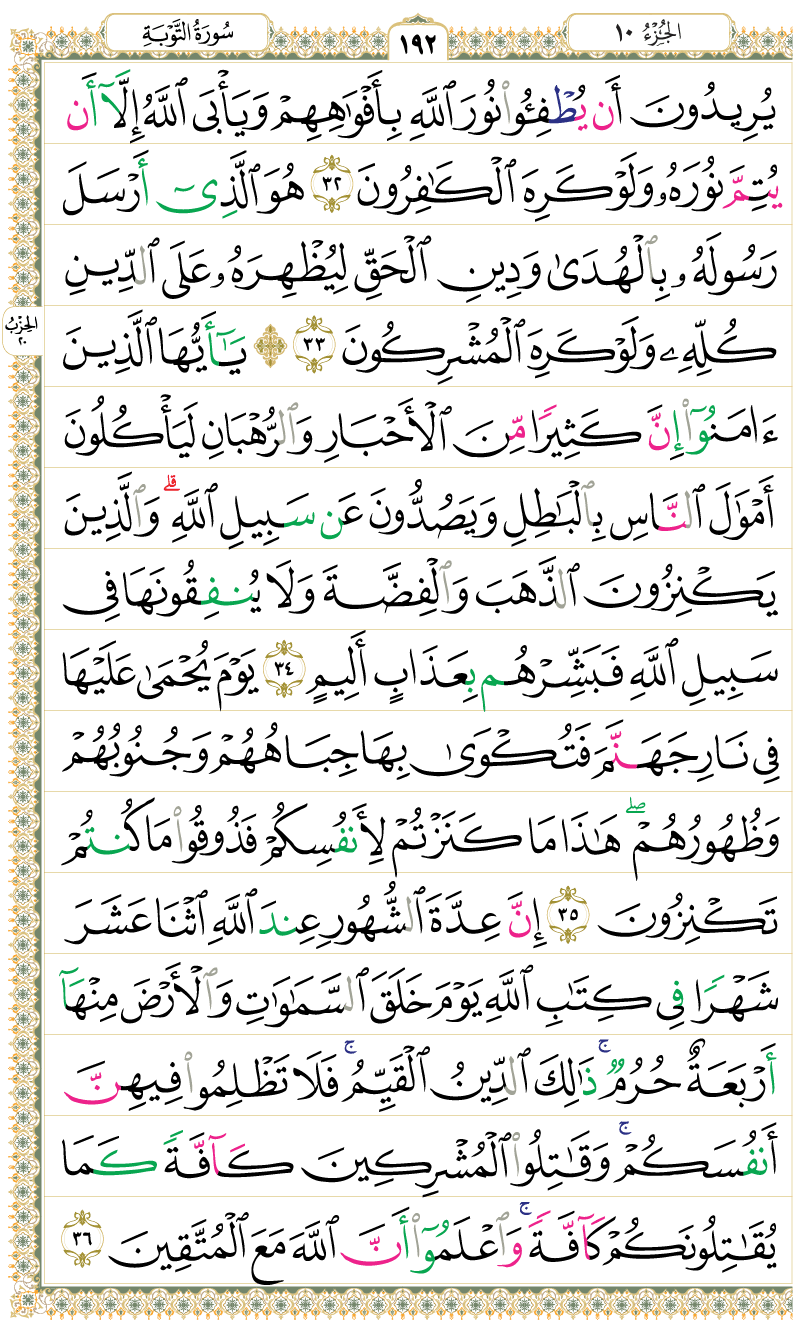 الجُزْءُ ١٠
١٩٢
سُورَةُ التَّوْبَةِ
يُرِيدُونَ أَن يُطْفِـُٔوا۟ نُورَ ٱللَّهِ بِأَفْوَٰهِهِمْ وَيَأْبَى ٱللَّهُ إِلَّآ أَن
يُتِمَّ نُورَهُۥ وَلَوْ كَرِهَ ٱلْكَـٰفِرُونَ ٣٢ هُوَ ٱلَّذِىٓ أَرْسَلَ
رَسُولَهُۥ بِٱلْهُدَىٰ وَدِينِ ٱلْحَقِّ لِيُظْهِرَهُۥ عَلَى ٱلدِّينِ
كُلِّهِۦ وَلَوْ كَرِهَ ٱلْمُشْرِكُونَ ٣٣ ۞ يَـٰٓأَيُّهَا ٱلَّذِينَ
الحِزْبُ
٢٠
ءَامَنُوٓا۟ إِنَّ كَثِيرًا مِّنَ ٱلْأَحْبَارِ وَٱلرُّهْبَانِ لَيَأْكُلُونَ
أَمْوَٰلَ ٱلنَّاسِ بِٱلْبَـٰطِلِ وَيَصُدُّونَ عَن سَبِيلِ ٱللَّهِ ۗ وَٱلَّذِينَ
يَكْنِزُونَ ٱلذَّهَبَ وَٱلْفِضَّةَ وَلَا يُنفِقُونَهَا فِى
سَبِيلِ ٱللَّهِ فَبَشِّرْهُم بِعَذَابٍ أَلِيمٍ ٣٤ يَوْمَ يُحْمَىٰ عَلَيْهَا
فِى نَارِ جَهَنَّمَ فَتُكْوَىٰ بِهَا جِبَاهُهُمْ وَجُنُوبُهُمْ
وَظُهُورُهُمْ ۖ هَـٰذَا مَا كَنَزْتُمْ لِأَنفُسِكُمْ فَذُوقُوا۟ مَا كُنتُمْ
تَكْنِزُونَ ٣٥ إِنَّ عِدَّةَ ٱلشُّهُورِ عِندَ ٱللَّهِ ٱثْنَا عَشَرَ
شَهْرًا فِى كِتَـٰبِ ٱللَّهِ يَوْمَ خَلَقَ ٱلسَّمَـٰوَٰتِ وَٱلْأَرْضَ مِنْهَآ
أَرْبَعَةٌ حُرُمٌ ۚ ذَٰلِكَ ٱلدِّينُ ٱلْقَيِّمُ ۚ فَلَا تَظْلِمُوا۟ فِيهِنَّ
أَنفُسَكُمْ ۚ وَقَـٰتِلُوا۟ ٱلْمُشْرِكِينَ كَآفَّةً كَمَا
يُقَـٰتِلُونَكُمْ كَآفَّةً ۚ وَٱعْلَمُوٓا۟ أَنَّ ٱللَّهَ مَعَ ٱلْمُتَّقِينَ ٣٦